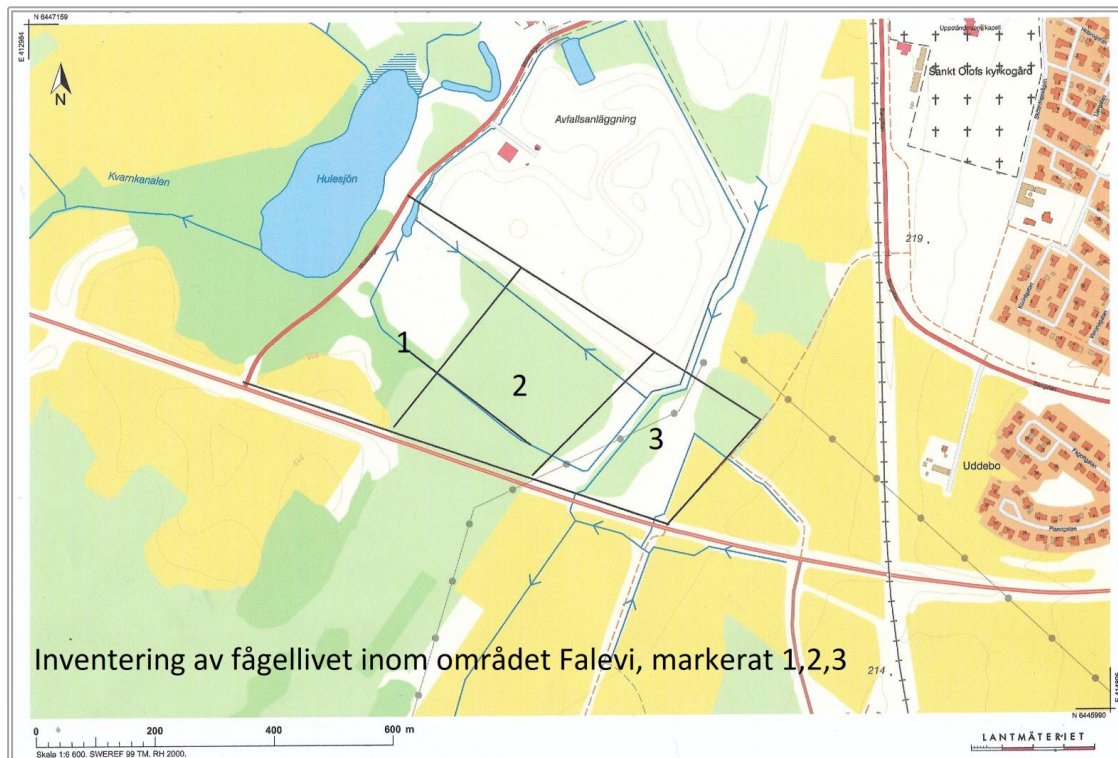 N 6447159
E 412984
N
Uppståndelsens kapell
Sankt Olofs kyrkogård
Avfallsanläggning
Kvarnkanalen
Hulesjön
219
1
2
3
Uddebo
Plaengatan
Inventering av fågellivet inom området Falevi, markerat 1,2,3
214
N 6445990
0 200 400 600 m
Skala 1:6 600. SWEREF 99 TM, RH 2000.
LANTMÄTERIET